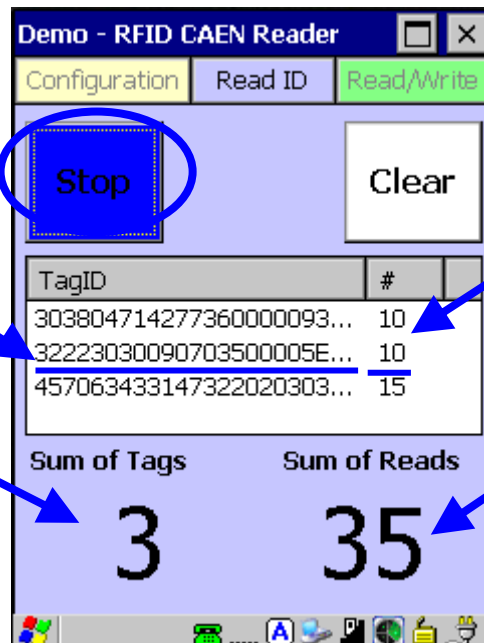 Demo - RFID CAEN Reader
Configuration Read ID Read/Write
Stop Clear
TagID #
303804714277360000093... 10
32223030090703500005E... 10
457063433147322020303... 15
Sum of Tags Sum of Reads
3 35
A